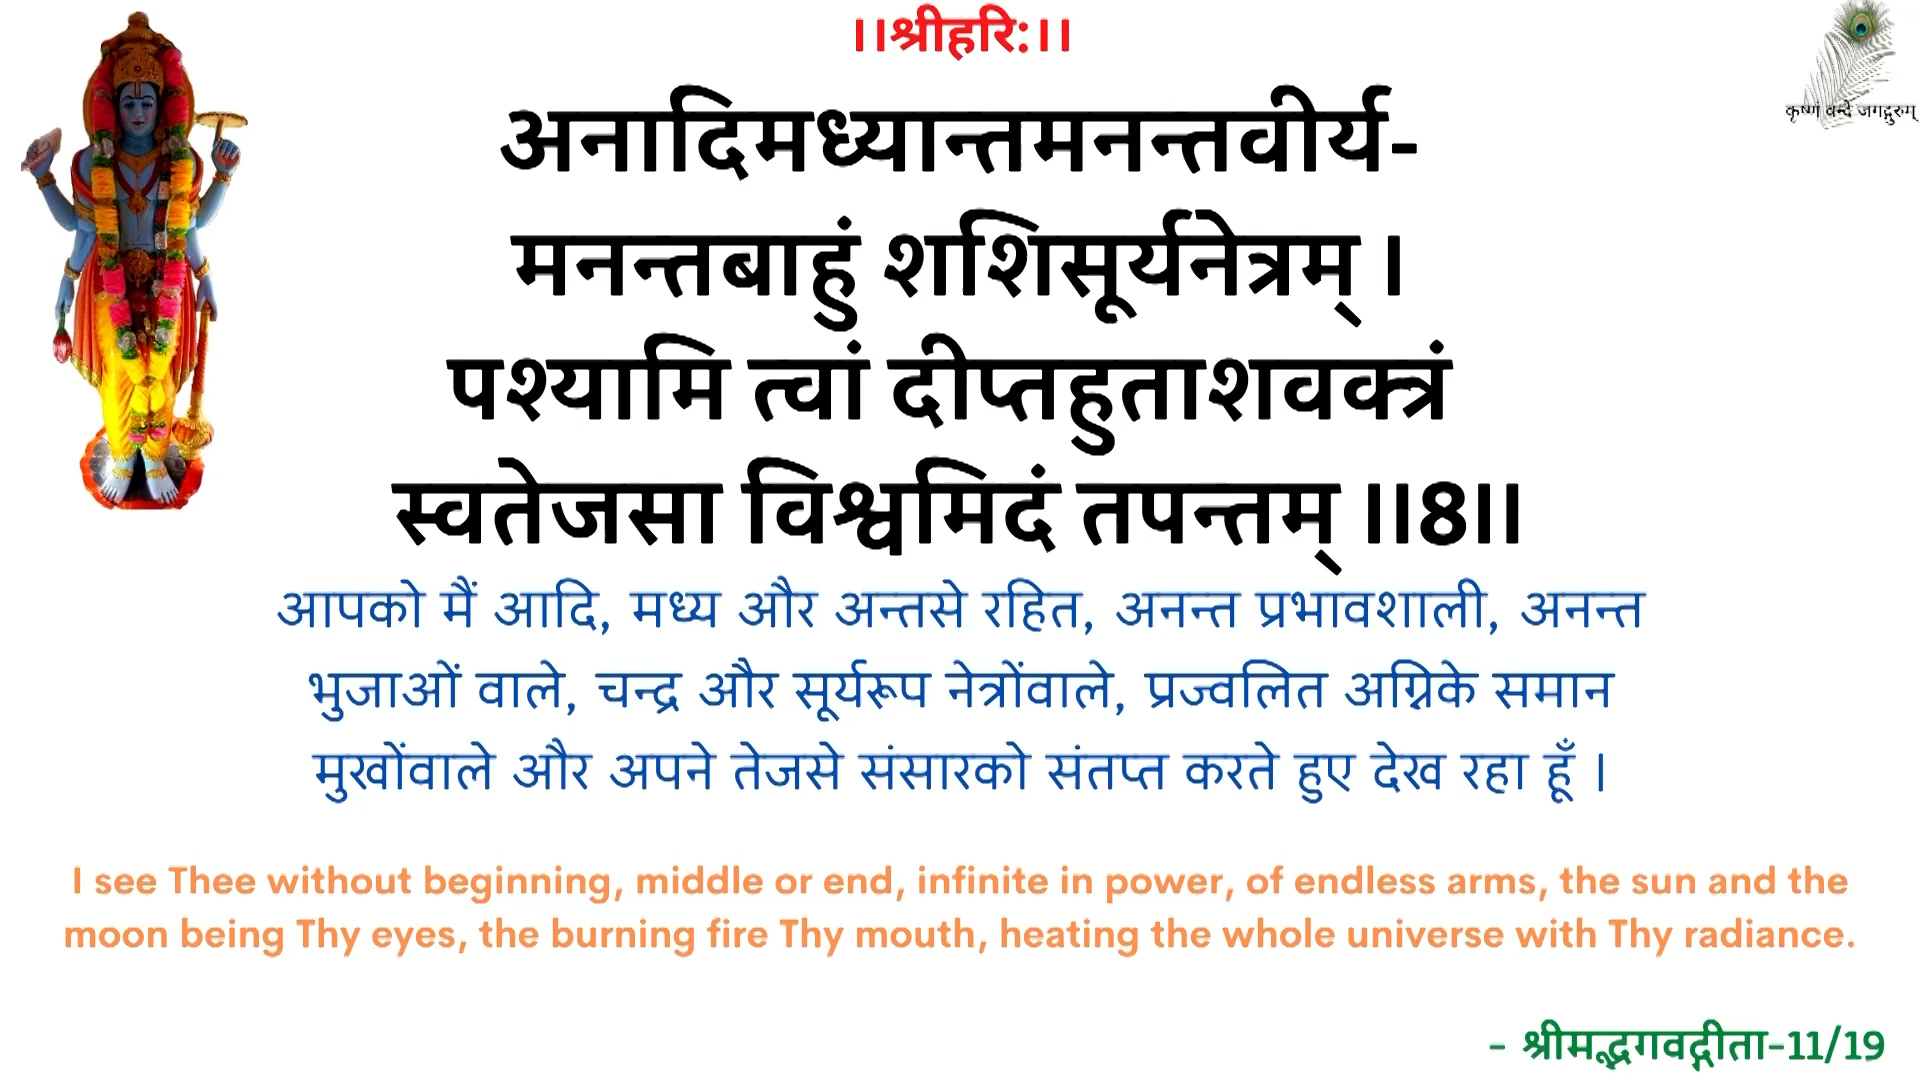 ।।श्रीहरि:।।
कृष्णं वन्दे जगद्गुरुम्
अनादिमध्यान्तमनन्तवीर्य-
मनन्तबाहुं शशिसूर्यनेत्रम् ।
पश्यामि त्वां दीप्तहुताशवक्त्रं
स्वतेजसा विश्वमिदं तपन्तम् ।।8।।
आपको मैं आदि, मध्य और अन्तसे रहित, अनन्त प्रभावशाली, अनन्त
भुजाओं वाले, चन्द्र और सूर्यरूप नेत्रोंवाले, प्रज्वलित अग्निके समान
मुखोंवाले और अपने तेजसे संसारको संतप्त करते हुए देख रहा हूँ ।
I see Thee without beginning, middle or end, infinite in power, of endless arms, the sun and the
moon being Thy eyes, the burning fire Thy mouth, heating the whole universe with Thy radiance.
- श्रीमद्भगवद्गीता-11/19